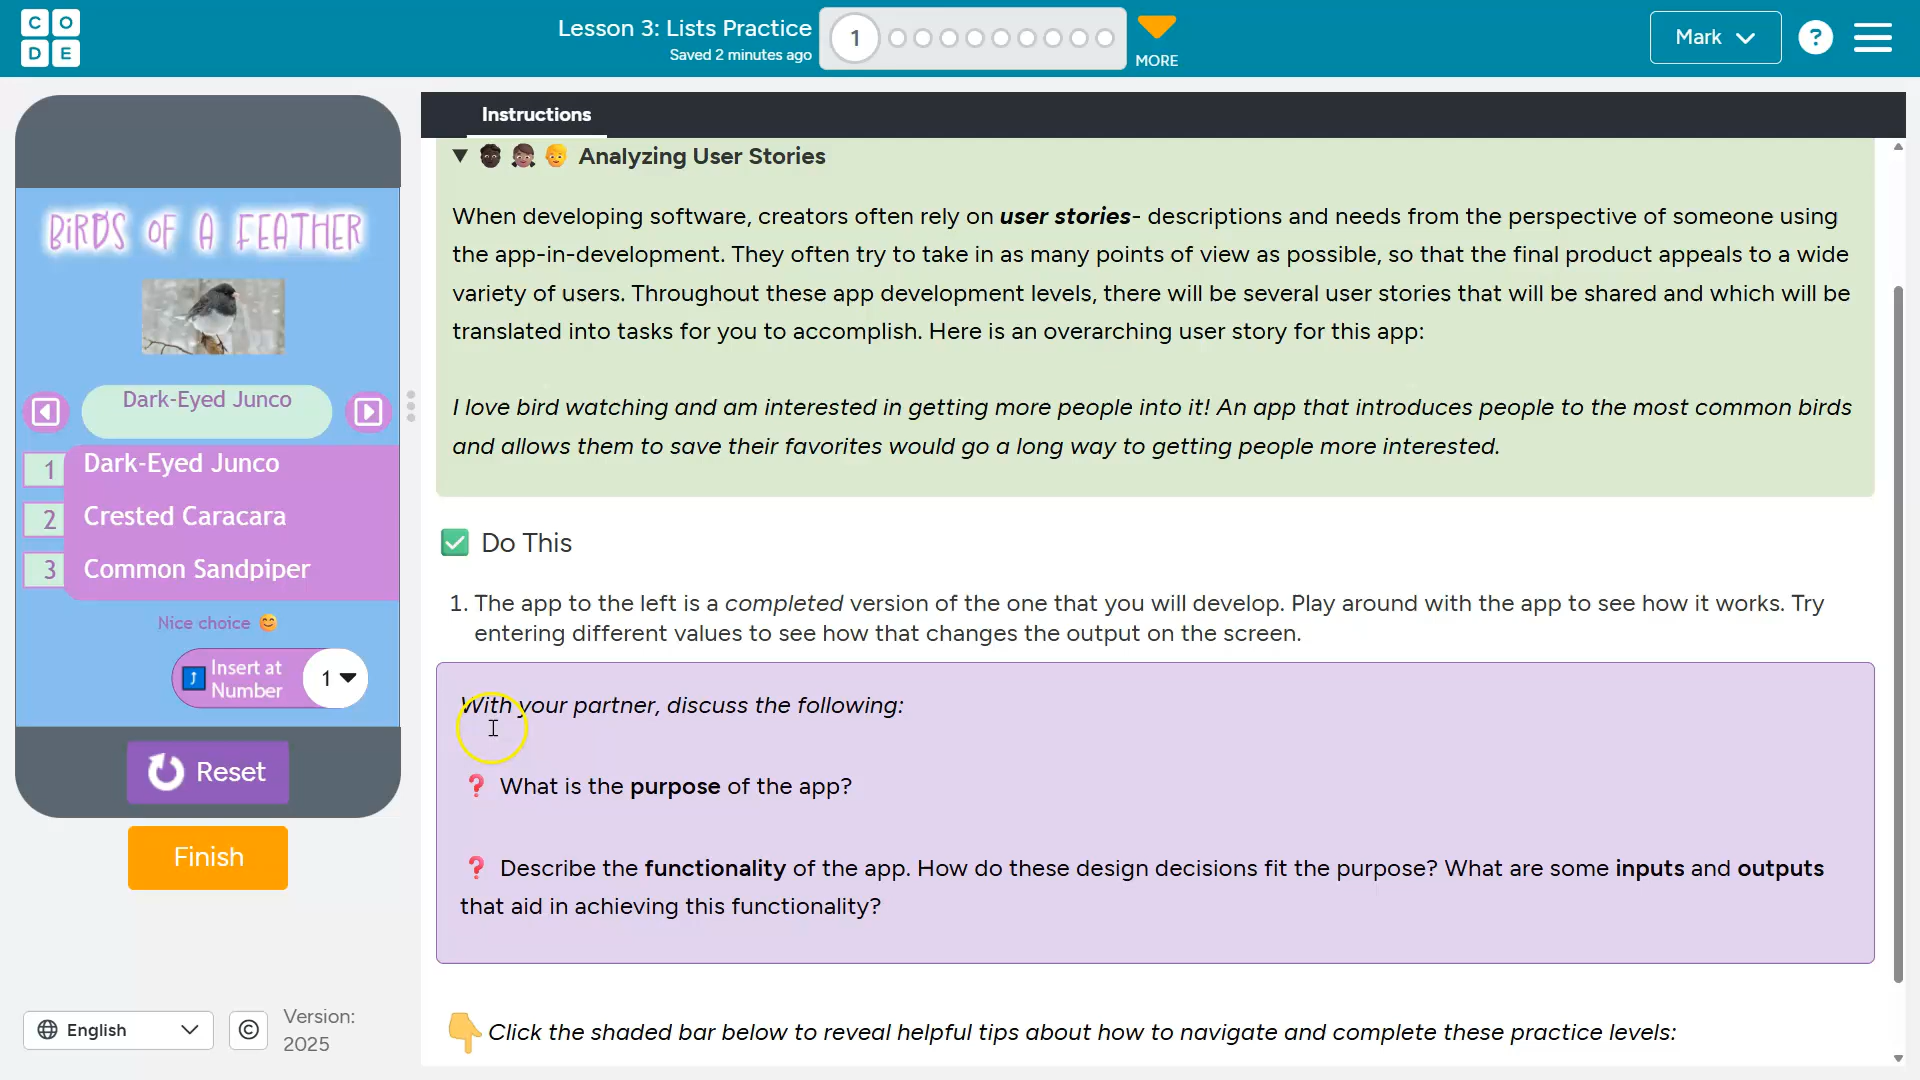 CODE
Lesson 3: Lists Practice
Saved 2 minutes ago
1
MORE
Mark
?
BIRDS OF A FEATHER
Dark-Eyed Junco
1 Dark-Eyed Junco
2 Crested Caracara
3 Common Sandpiper
Nice choice 😊
Insert at
Number
1
Reset
Finish
English
©
Version:
2025
Instructions
Analyzing User Stories
When developing software, creators often rely on user stories- descriptions and needs from the perspective of someone using
the app-in-development. They often try to take in as many points of view as possible, so that the final product appeals to a wide
variety of users. Throughout these app development levels, there will be several user stories that will be shared and which will be
translated into tasks for you to accomplish. Here is an overarching user story for this app:
I love bird watching and am interested in getting more people into it! An app that introduces people to the most common birds
and allows them to save their favorites would go a long way to getting people more interested.
Do This
1. The app to the left is a completed version of the one that you will develop. Play around with the app to see how it works. Try
entering different values to see how that changes the output on the screen.
With your partner, discuss the following:
❓ What is the purpose of the app?
❓ Describe the functionality of the app. How do these design decisions fit the purpose? What are some inputs and outputs
that aid in achieving this functionality?
Click the shaded bar below to reveal helpful tips about how to navigate and complete these practice levels: